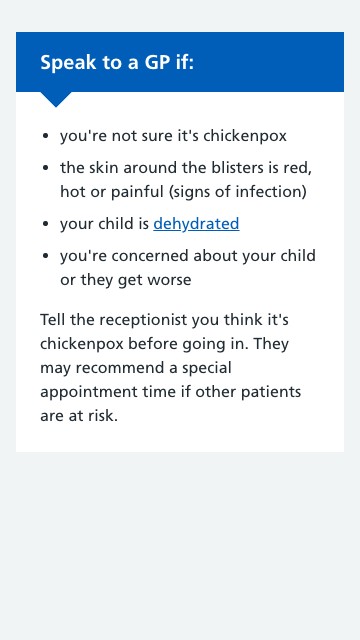 Speak to a GP if:
you're not sure it's chickenpox
the skin around the blisters is red,
hot or painful (signs of infection)
your child is dehydrated
you're concerned about your child
or they get worse
Tell the receptionist you think it's
chickenpox before going in. They
may recommend a special
appointment time if other patients
are at risk.